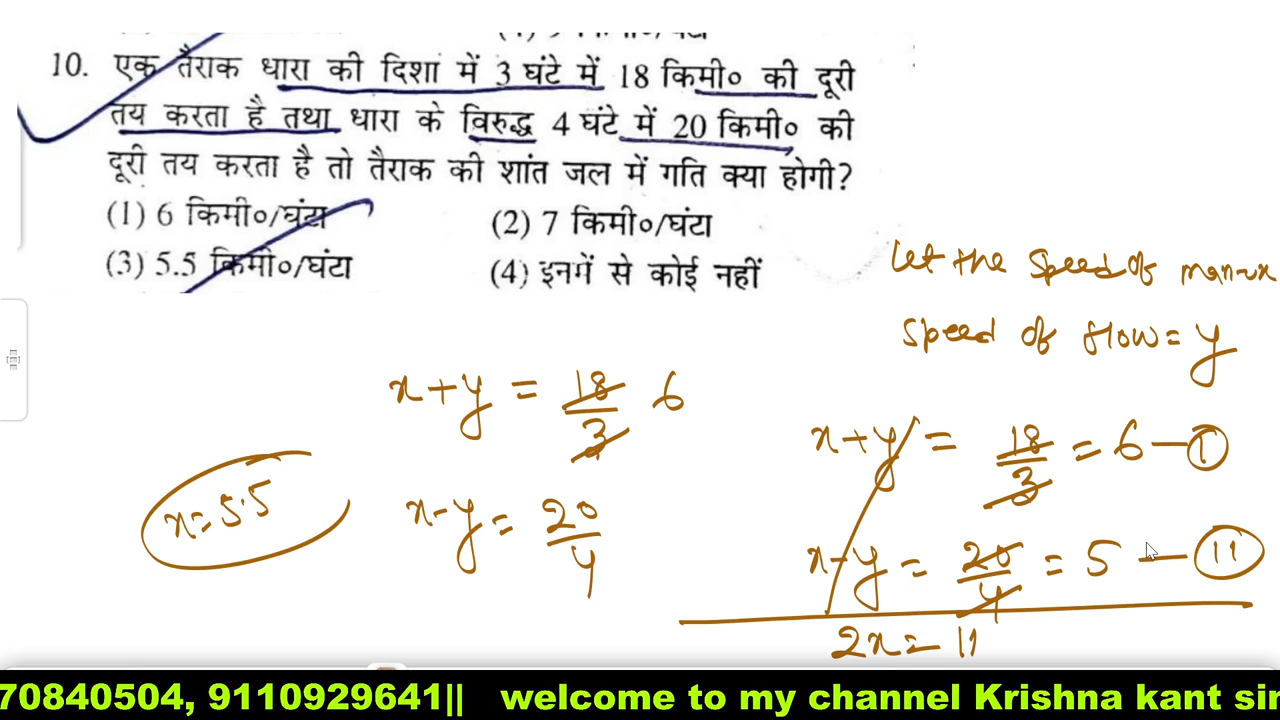 10. एक तैराक धारा की दिशा में 3 घंटे में 18 किमी० की दूरी
तय करता है तथा धारा के विरुद्ध 4 घंटे में 20 किमी० की
दूरी तय करता है तो तैराक की शांत जल में गति क्या होगी?
(1) 6 किमी०/घंटा (2) 7 किमी०/घंटा
(3) 5.5 किमी०/घंटा (4) इनमें से कोई नहीं
Let the speed of man=x
speed of flow= y
x+y = 18/3 6
x-y = 20/4
x=5.5
x+y = 18/3 = 6 — I
x-y = 20/4 = 5 — II
2x = 11
70840504, 9110929641|| welcome to my channel Krishna kant sin